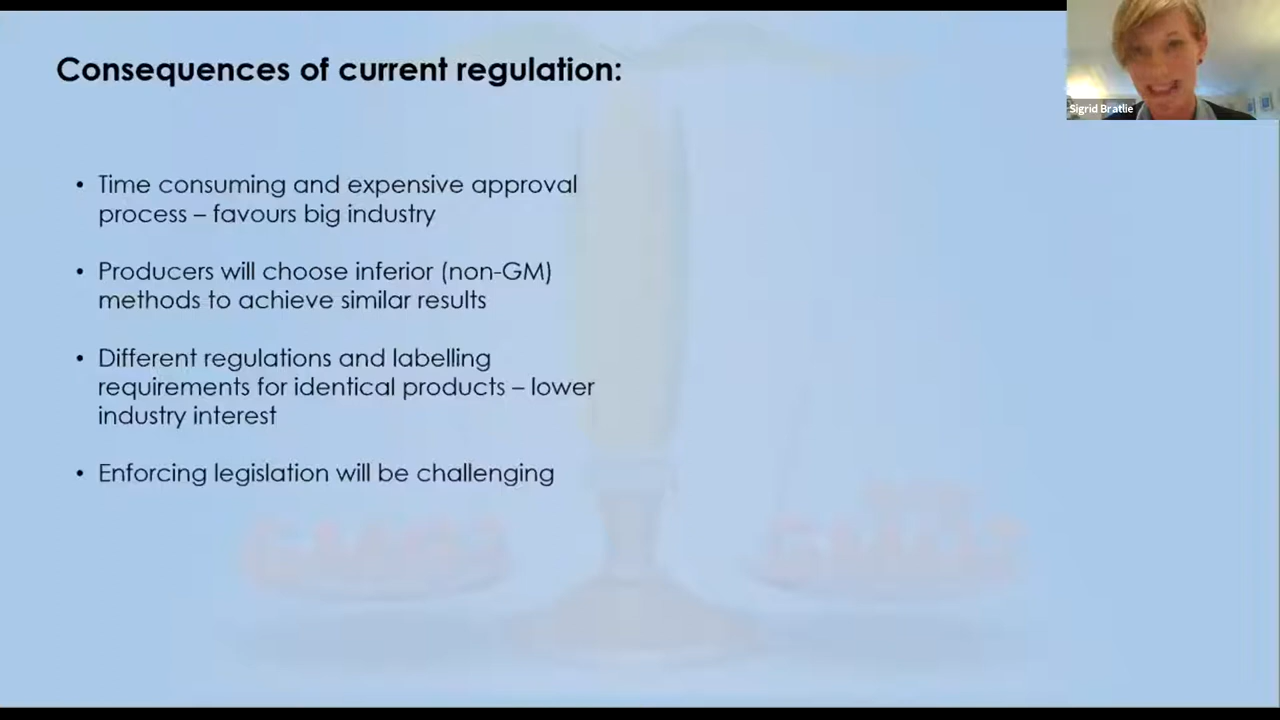 Consequences of current regulation:
Sigrid Bratlie
• Time consuming and expensive approval
process – favours big industry
• Producers will choose inferior (non-GM)
methods to achieve similar results
• Different regulations and labelling
requirements for identical products – lower
industry interest
• Enforcing legislation will be challenging